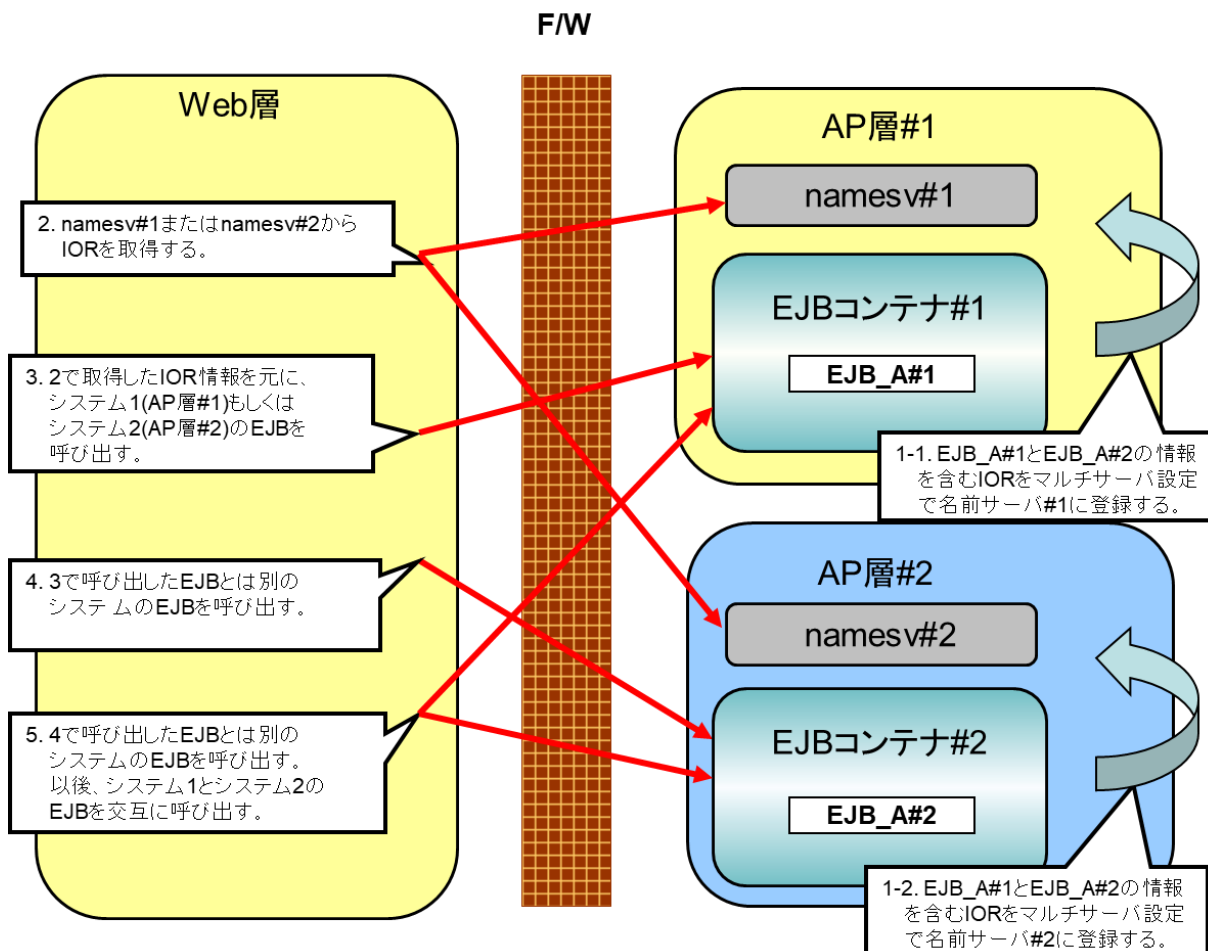 F/W
Web層
2. namesv#1またはnamesv#2から
IORを取得する。
3. 2で取得したIOR情報を元に、
システム1(AP層#1)もしくは
システム2(AP層#2)のEJBを
呼び出す。
4. 3で呼び出したEJBとは別の
システムのEJBを呼び出す。
5. 4で呼び出したEJBとは別の
システムのEJBを呼び出す。
以後、システム1とシステム2の
EJBを交互に呼び出す。
AP層#1
namesv#1
EJBコンテナ#1
EJB_A#1
1-1. EJB_A#1とEJB_A#2の情報
を含むIORをマルチサーバ設定
で名前サーバ#1に登録する。
AP層#2
namesv#2
EJBコンテナ#2
EJB_A#2
1-2. EJB_A#1とEJB_A#2の情報
を含むIORをマルチサーバ設定
で名前サーバ#2に登録する。